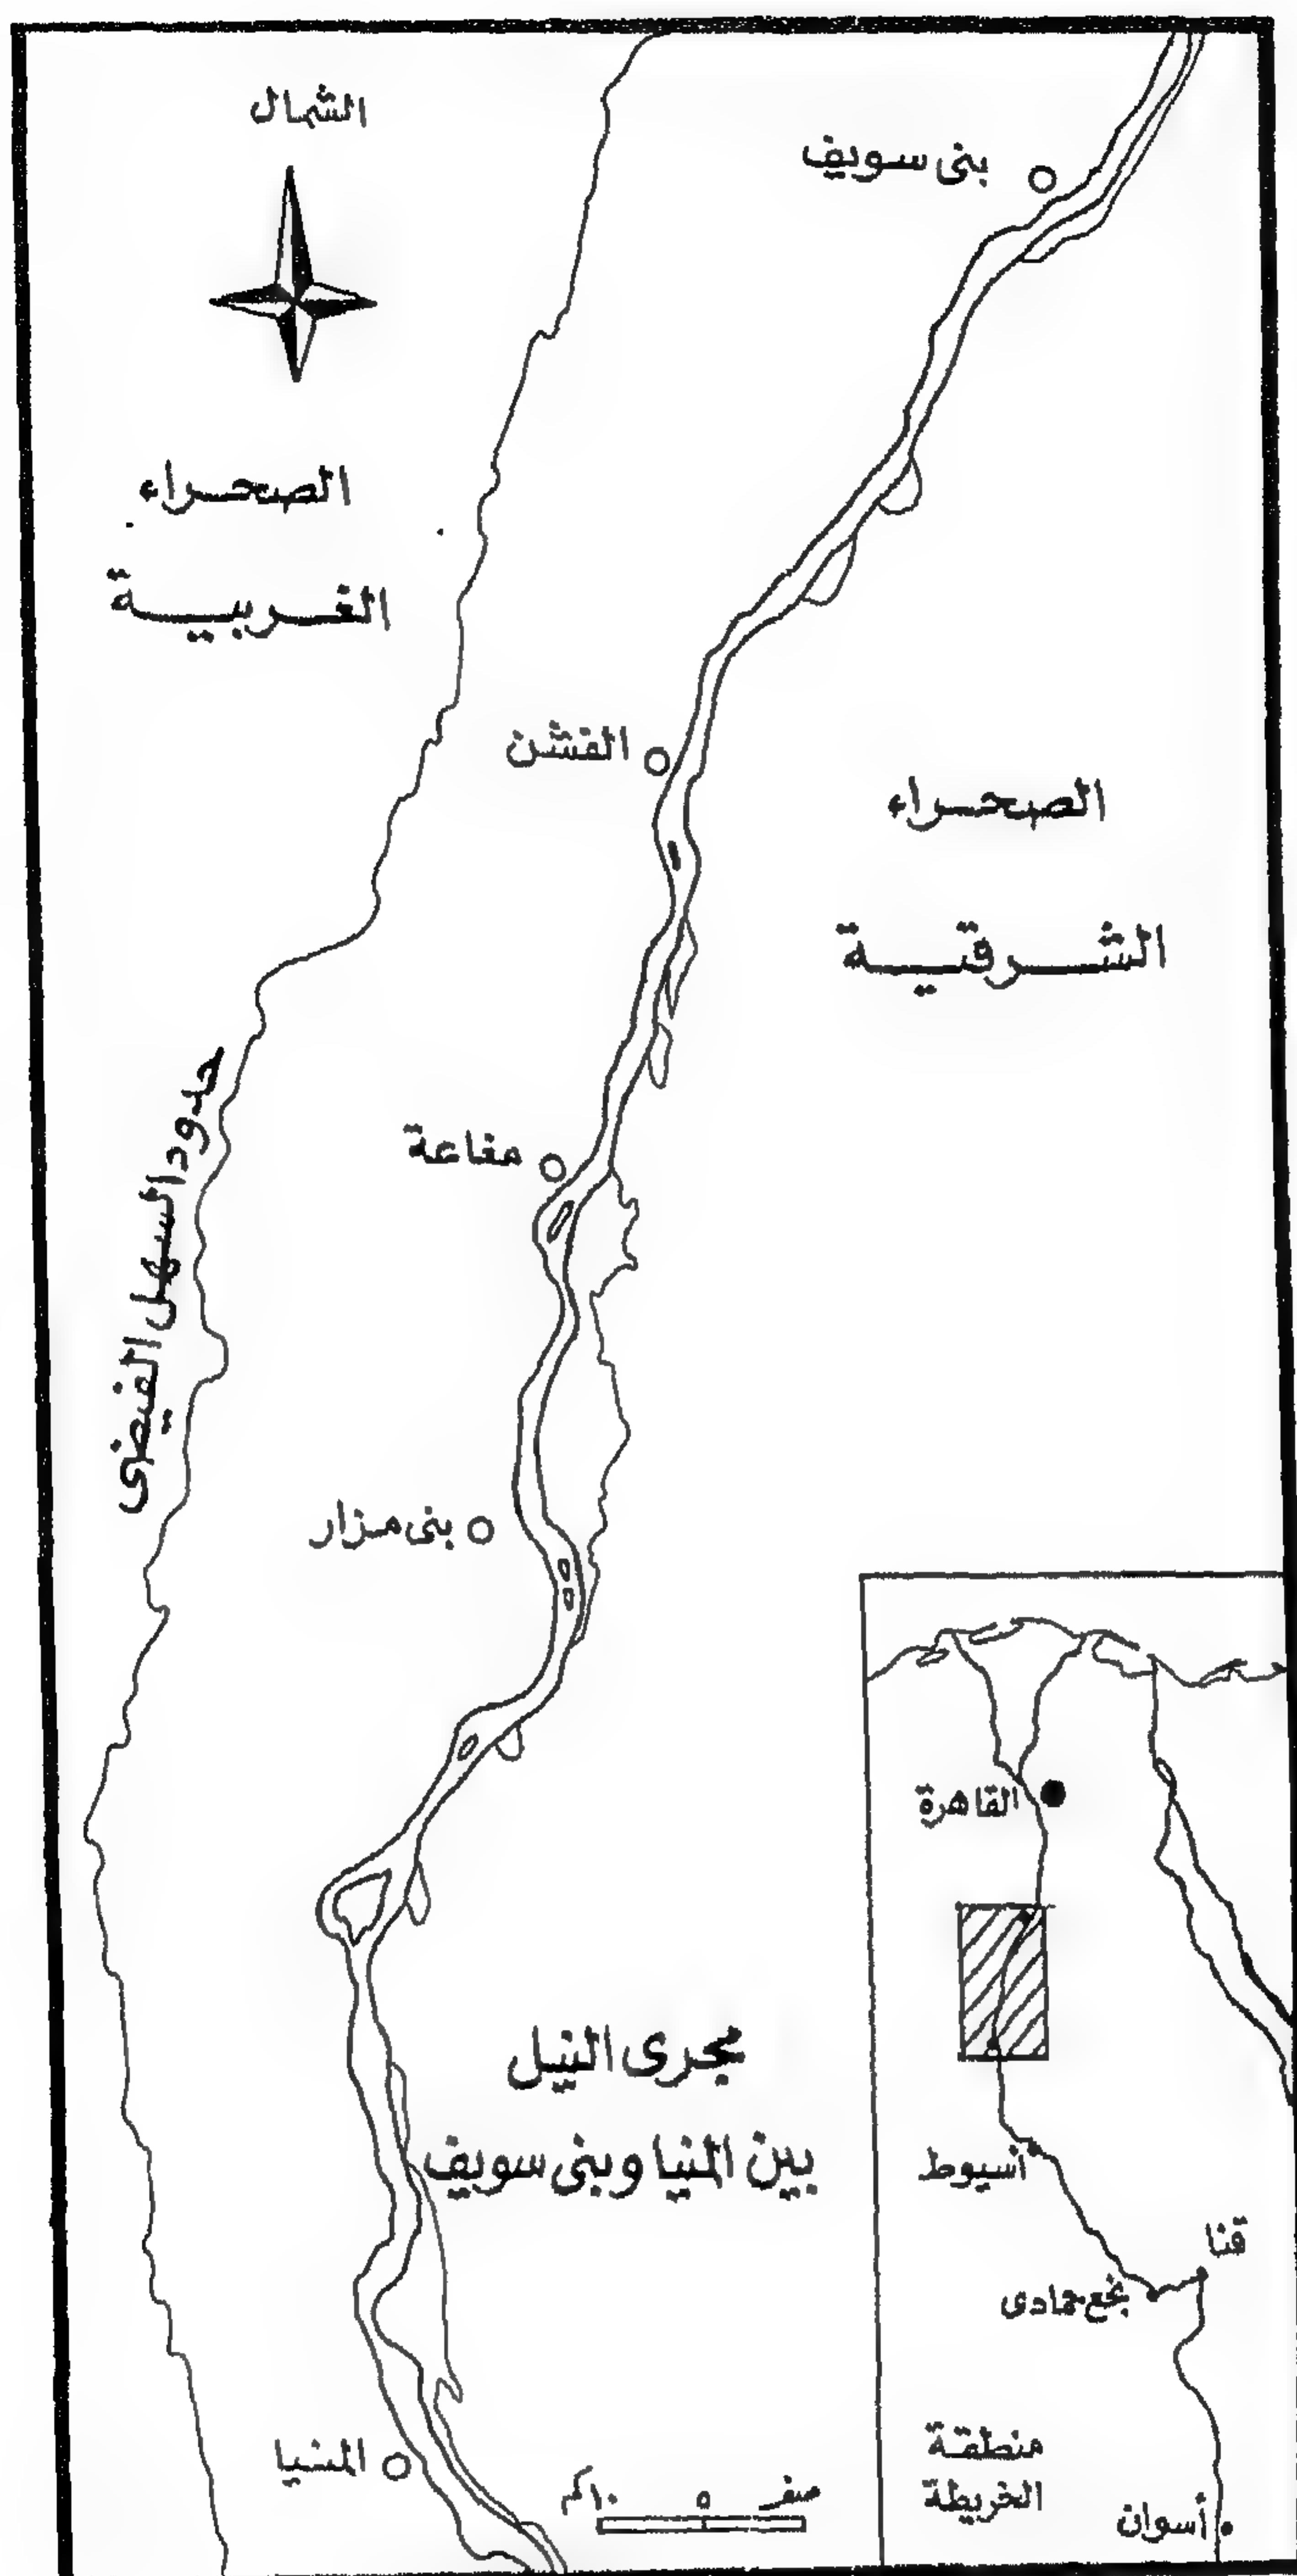 الشمال
بنى سويف
الصحراء
الغربية
الفشن
الصحراء
الشرقية
حدود السهل الفيضى
مغاغة
بنى مزار
مجرى النيل
بين المنيا وبنى سويف
المنيا
صفر ٥ ١٠كم
القاهرة
أسيوط
قنا
نجع حمادى
منطقة
الخريطة
أسوان